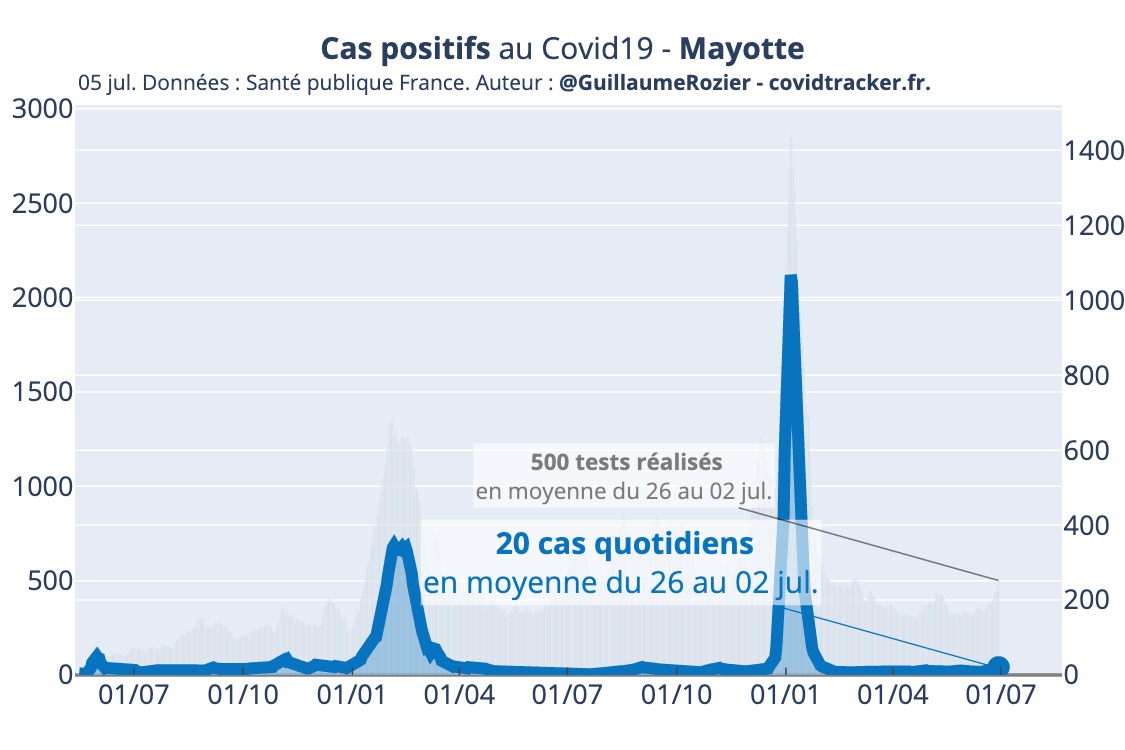 Cas positifs au Covid19 - Mayotte
05 jul. Données : Santé publique France. Auteur : @GuillaumeRozier - covidtracker.fr.
3000
2500
2000
1500
1000
500
0
1400
1200
1000
800
600
400
200
0
500 tests réalisés
en moyenne du 26 au 02 jul.
20 cas quotidiens
en moyenne du 26 au 02 jul.
01/07 01/10 01/01 01/04 01/07 01/10 01/01 01/04 01/07